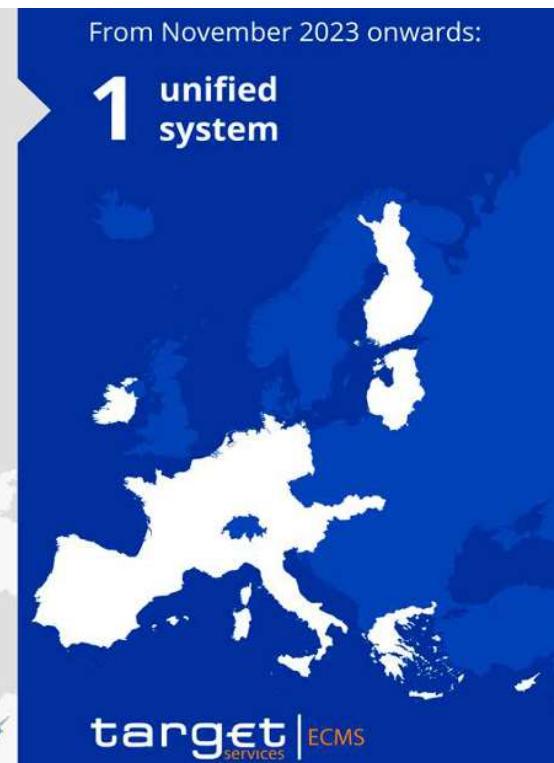 From November 2023 onwards:
1 unified
system
target | ECMS
services